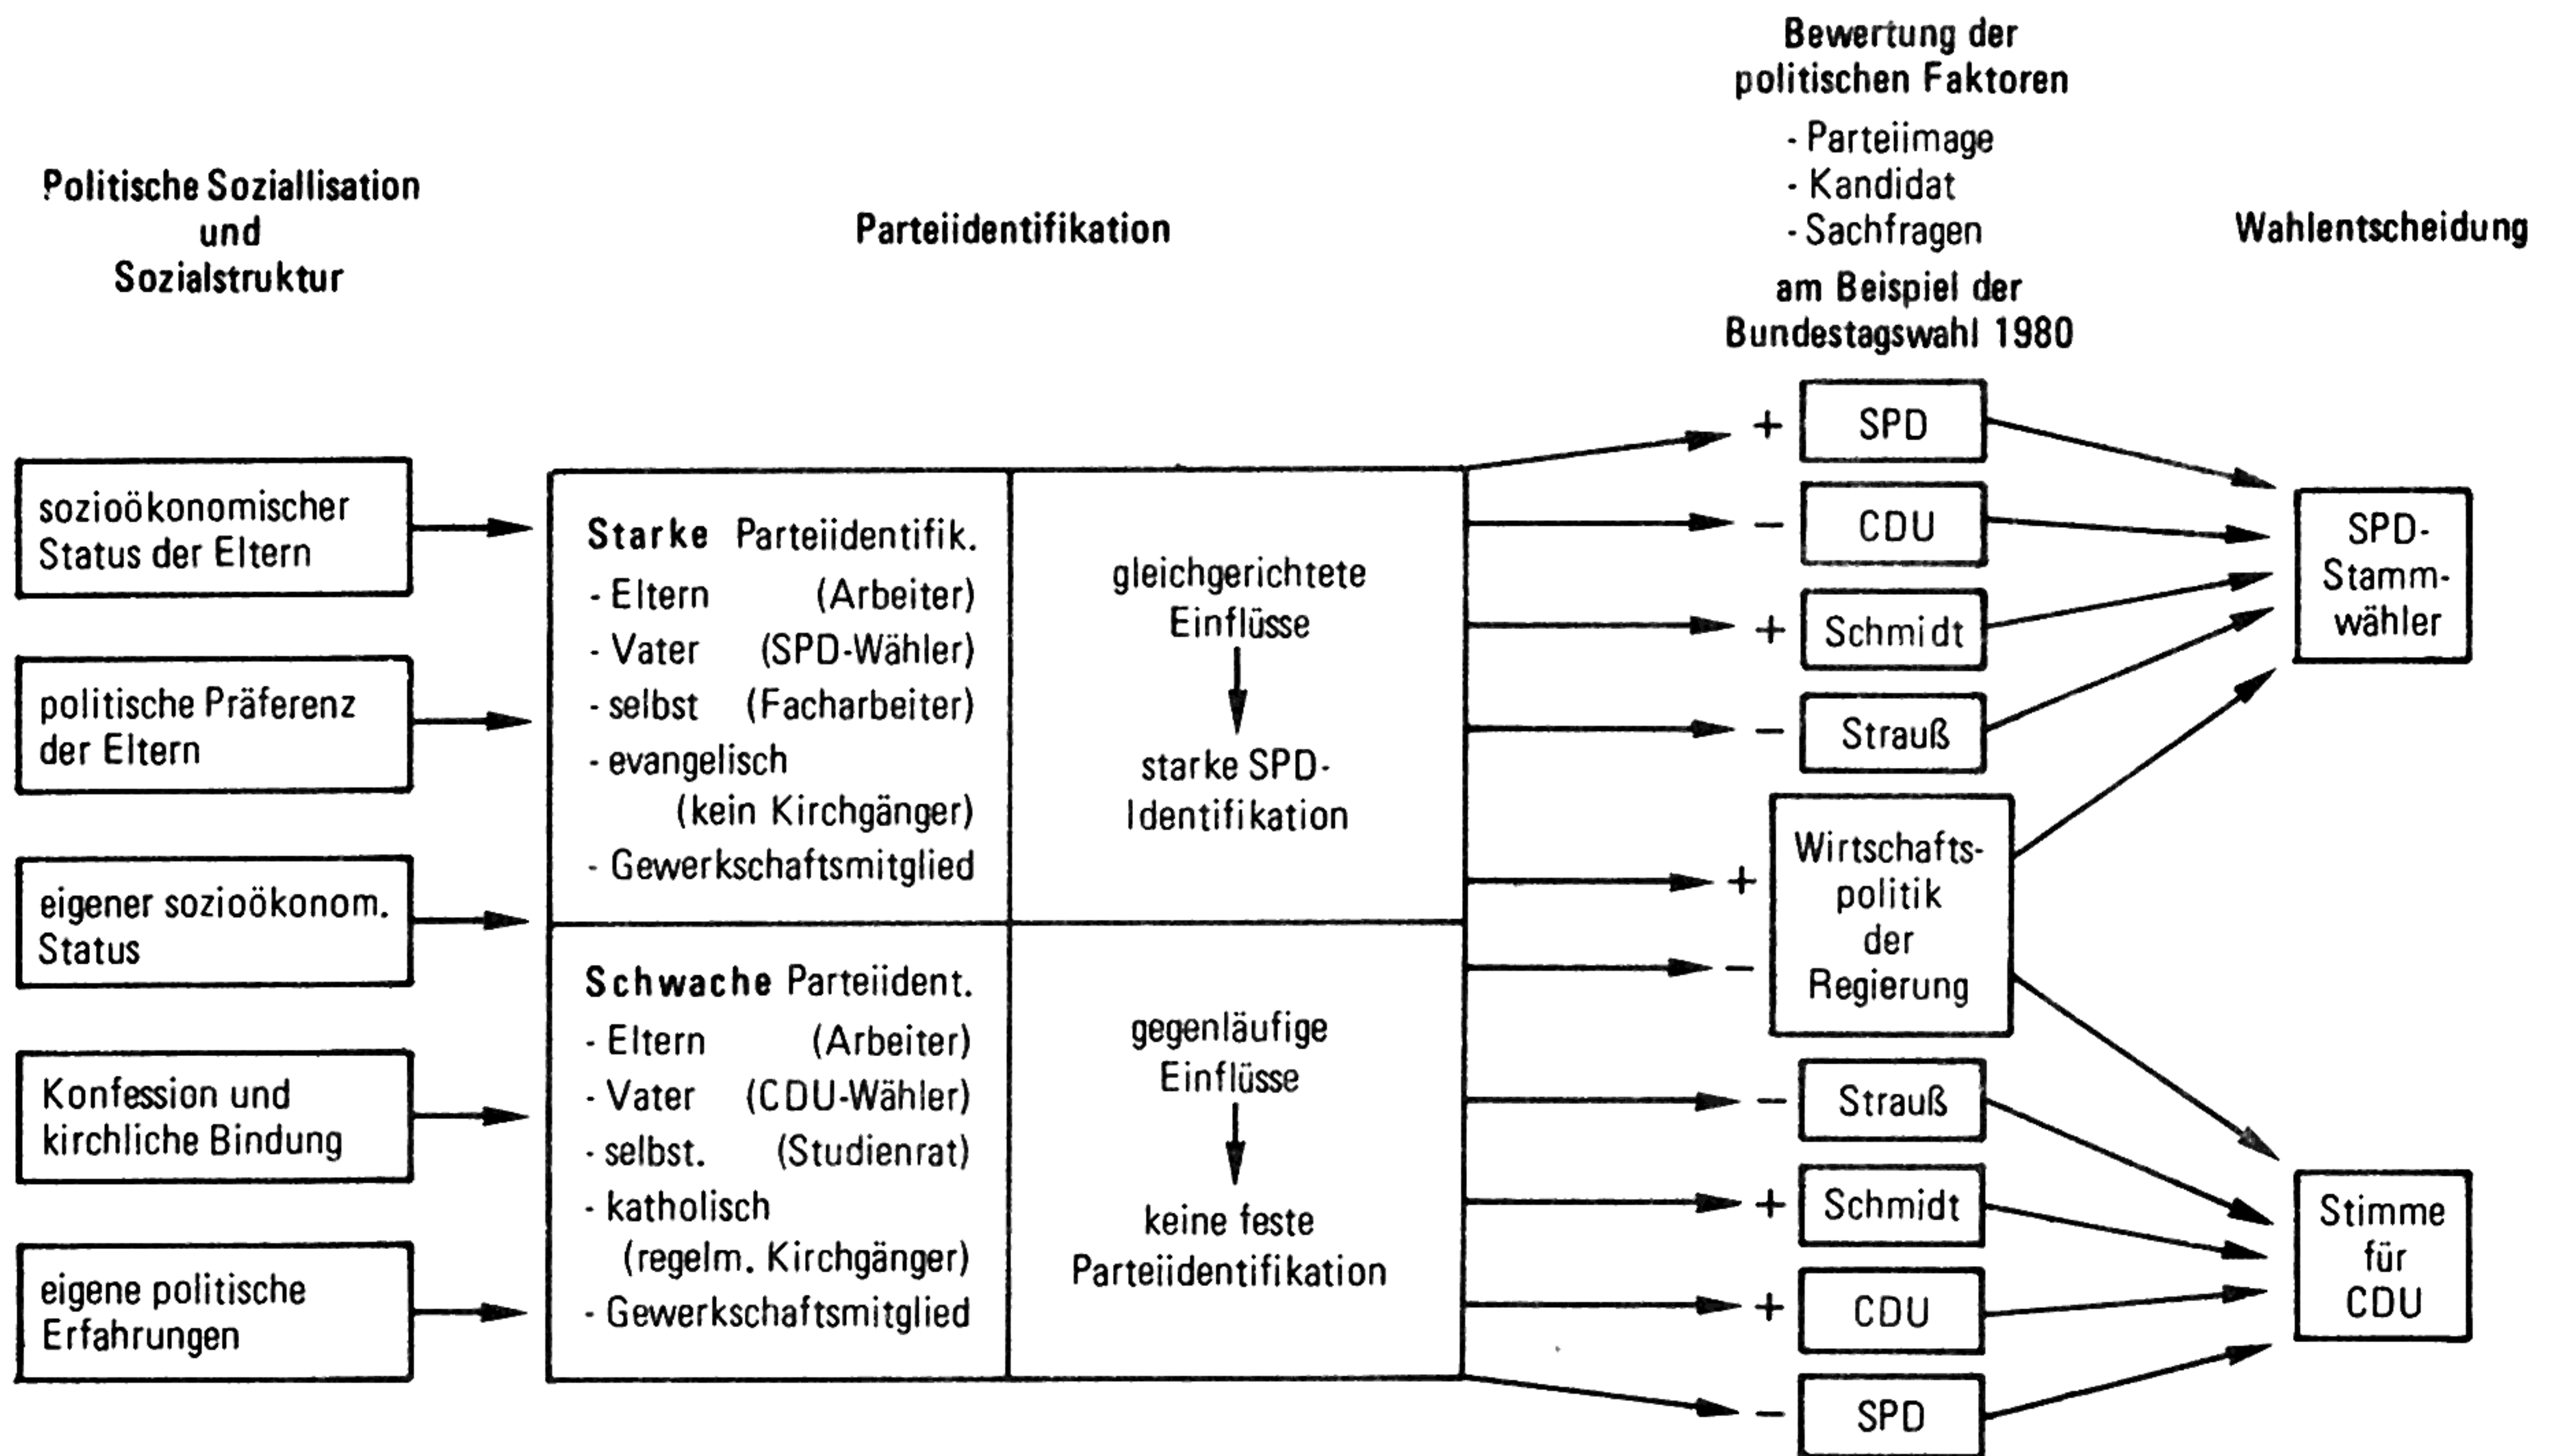 Politische Soziallisation
und
Sozialstruktur
Parteiidentifikation
Bewertung der
politischen Faktoren
- Parteiimage
- Kandidat
- Sachfragen
am Beispiel der
Bundestagswahl 1980
Wahlentscheidung
sozioökonomischer
Status der Eltern
politische Präferenz
der Eltern
eigener sozioökonom.
Status
Konfession und
kirchliche Bindung
eigene politische
Erfahrungen
Starke Parteiidentifik.
- Eltern (Arbeiter)
- Vater (SPD-Wähler)
- selbst (Facharbeiter)
- evangelisch
(kein Kirchgänger)
- Gewerkschaftsmitglied
gleichgerichtete
Einflüsse
starke SPD-
Identifikation
Schwache Parteiident.
- Eltern (Arbeiter)
- Vater (CDU-Wähler)
- selbst. (Studienrat)
- katholisch
(regelm. Kirchgänger)
- Gewerkschaftsmitglied
gegenläufige
Einflüsse
keine feste
Parteiidentifikation
+ SPD
− CDU
+ Schmidt
− Strauß
+
−
Wirtschafts-
politik
der
Regierung
− Strauß
+ Schmidt
+ CDU
− SPD
SPD-
Stamm-
wähler
Stimme
für
CDU